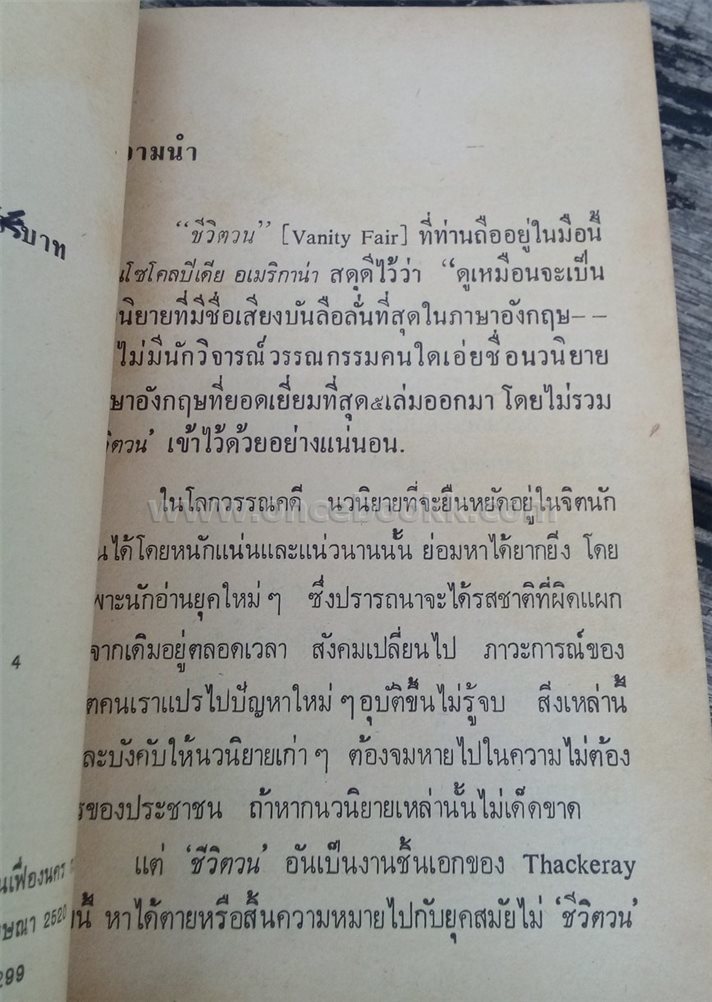 บาท
4
นเฟื่องนคร
ษณา 2520
299
วามนำ
“ชีวิตวน” [Vanity Fair] ที่ท่านถืออยู่ในมือนี้
นโซโคลปีเดีย อเมริกาน่า สดุดีไว้ว่า “ดูเหมือนจะเป็น
นิยายที่มีชื่อเสียงบันลือลั่นที่สุดในภาษาอังกฤษ--
ไม่มีนักวิจารณ์วรรณกรรมคนใดเอ่ยชื่อนวนิยาย
ษาอังกฤษที่ยอดเยี่ยมที่สุด๕เล่มออกมา โดยไม่รวม
วิตวน’ เข้าไว้ด้วยอย่างแน่นอน.
ในโลกวรรณคดี นวนิยายที่จะยืนหยัดอยู่ในจิตนัก
นได้โดยหนักแน่นและแน่วนานนั้น ย่อมหาได้ยากยิ่ง โดย
พาะนักอ่านยุคใหม่ ๆ ซึ่งปรารถนาจะได้รสชาติที่ผิดแผก
จากเดิมอยู่ตลอดเวลา สังคมเปลี่ยนไป ภาวะการณ์ของ
ตคนเราแปรไปปัญหาใหม่ ๆ อุบัติขึ้นไม่รู้จบ สิ่งเหล่านี้
ละบังคับให้นวนิยายเก่า ๆ ต้องจมหายไปในความไม่ต้อง
รของประชาชน ถ้าหากนวนิยายเหล่านั้นไม่เด็ดขาด
แต่ ‘ชีวิตวน’ อันเป็นงานชั้นเอกของ Thackeray
นี้ หาได้ตายหรือสิ้นความหมายไปกับยุคสมัยไม่ ‘ชีวิตวน’
www.oncebookk.com